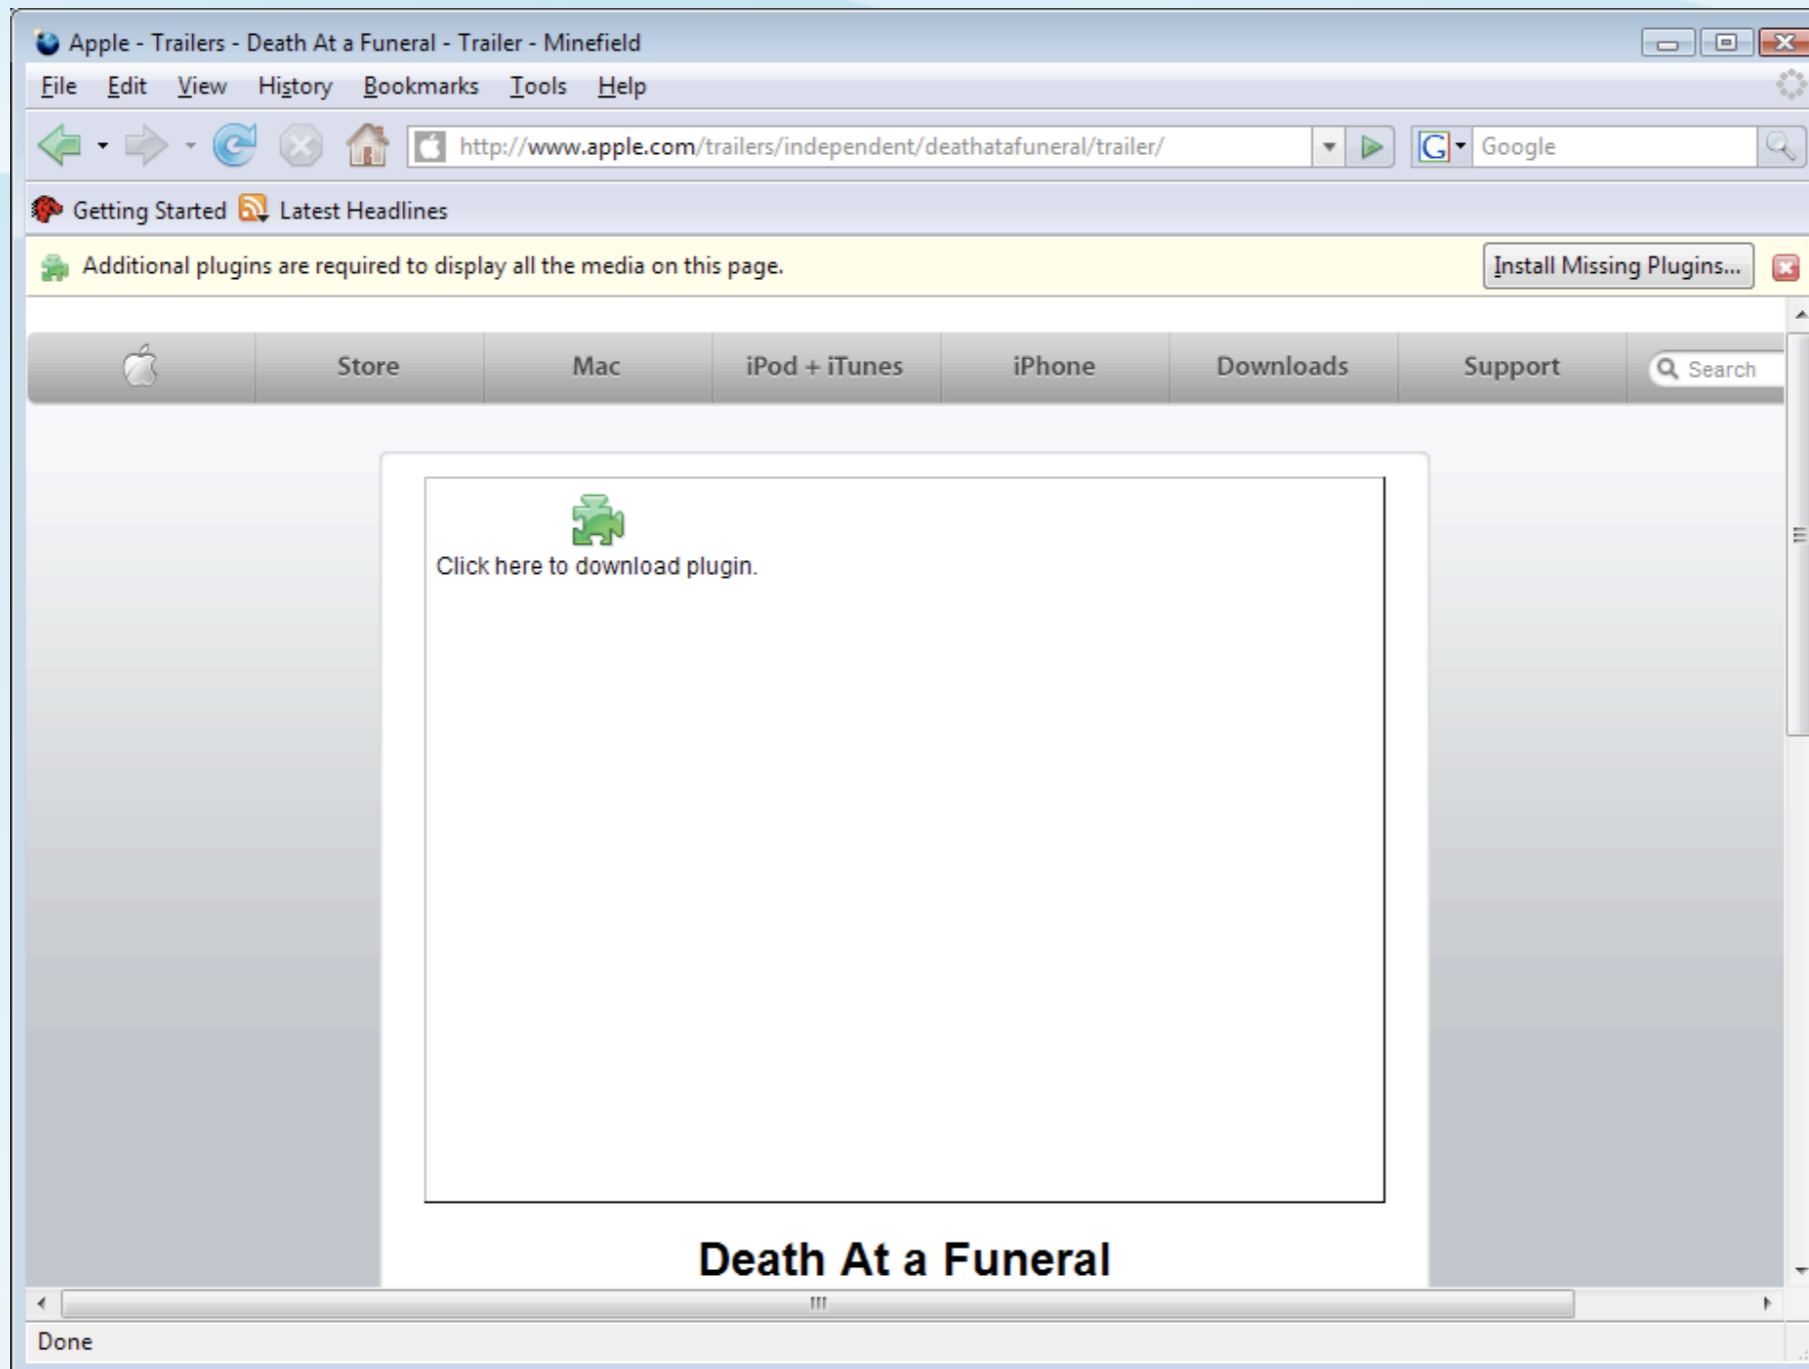 Apple - Trailers - Death At a Funeral - Trailer - Minefield
File Edit View History Bookmarks Tools Help
http://www.apple.com/trailers/independent/deathatafuneral/trailer/ G Google
Getting Started Latest Headlines
Additional plugins are required to display all the media on this page. Install Missing Plugins...
Store Mac iPod + iTunes iPhone Downloads Support Search
Click here to download plugin.
Death At a Funeral
Done